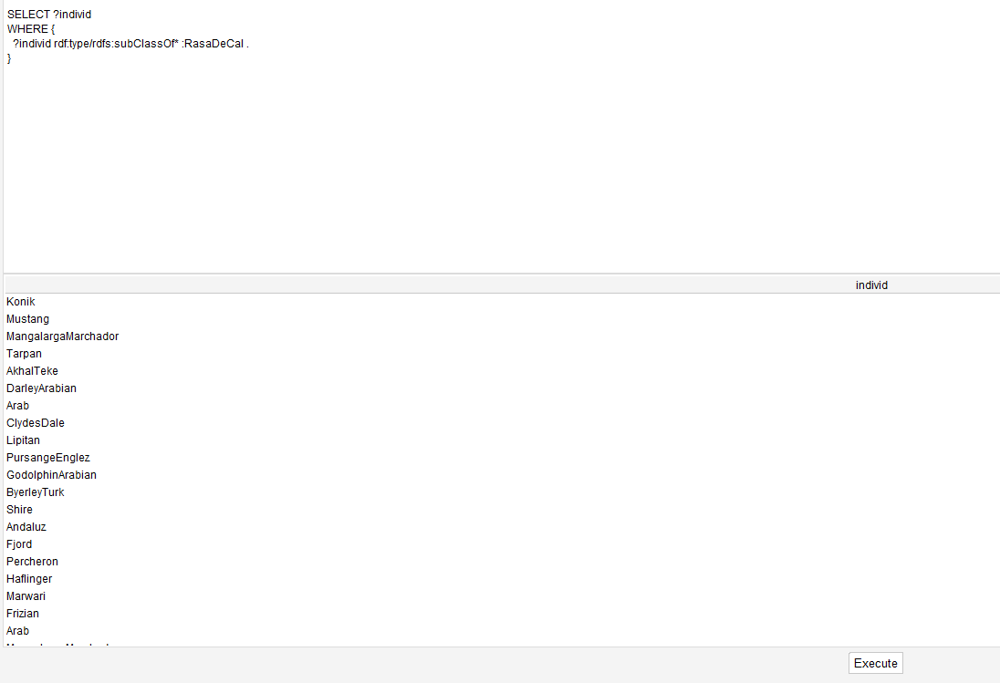 SELECT ?individ
WHERE {
?individ rdf:type/rdfs:subClassOf* :RasaDeCal .
}
individ
Konik
Mustang
MangalargaMarchador
Tarpan
AkhalTeke
DarleyArabian
Arab
ClydesDale
Lipitan
PursangeEnglez
GodolphinArabian
ByerleyTurk
Shire
Andaluz
Fjord
Percheron
Haflinger
Marwari
Frizian
Arab
Execute